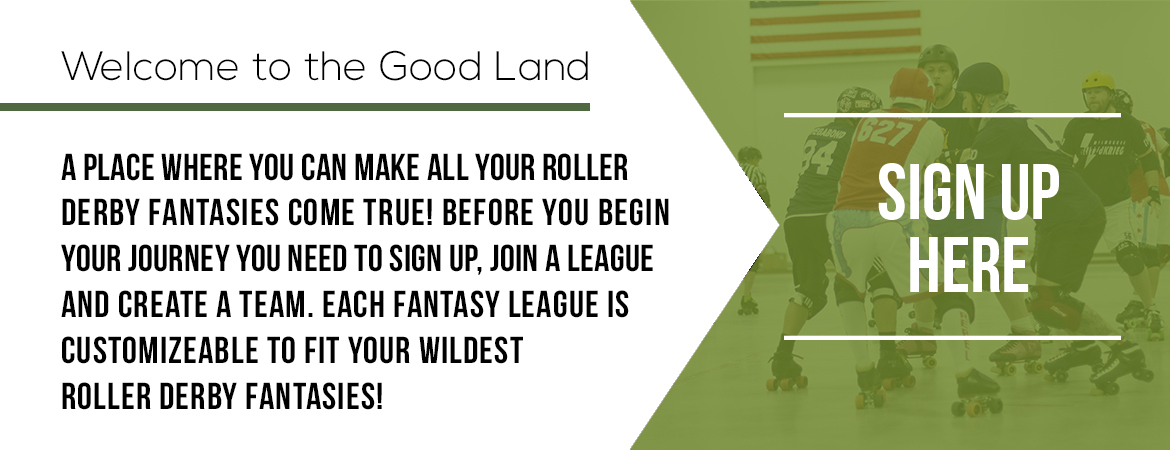 Welcome to the Good Land
A PLACE WHERE YOU CAN MAKE ALL YOUR ROLLER
DERBY FANTASIES COME TRUE! BEFORE YOU BEGIN
YOUR JOURNEY YOU NEED TO SIGN UP, JOIN A LEAGUE
AND CREATE A TEAM. EACH FANTASY LEAGUE IS
CUSTOMIZEABLE TO FIT YOUR WILDEST
ROLLER DERBY FANTASIES!
SIGN UP
HERE
627
84